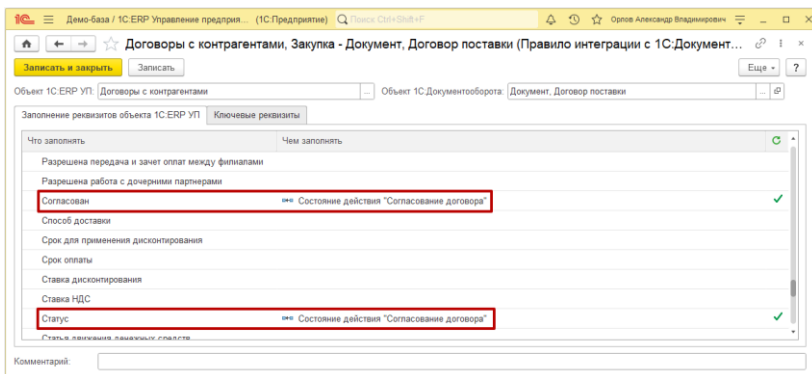 1С Демо-база / 1С:ERP Управление предприя... (1С:Предприятие) Поиск Ctrl+Shift+F Орлов Александр Владимирович
Договоры с контрагентами, Закупка - Документ, Договор поставки (Правило интеграции с 1С:Документ...
Записать и закрыть Записать Еще ?
Объект 1С:ERP УП: Договоры с контрагентами ... Объект 1С:Документооборота: Документ, Договор поставки ...
Заполнение реквизитов объекта 1С:ERP УП Ключевые реквизиты
Что заполнять Чем заполнять
Разрешена передача и зачет оплат между филиалами
Разрешена работа с дочерними партнерами
Согласован Состояние действия "Согласование договора"
Способ доставки
Срок для применения дисконтирования
Срок оплаты
Ставка дисконтирования
Ставка НДС
Статус Состояние действия "Согласование договора"
Статья движения денежных средств
Комментарий: